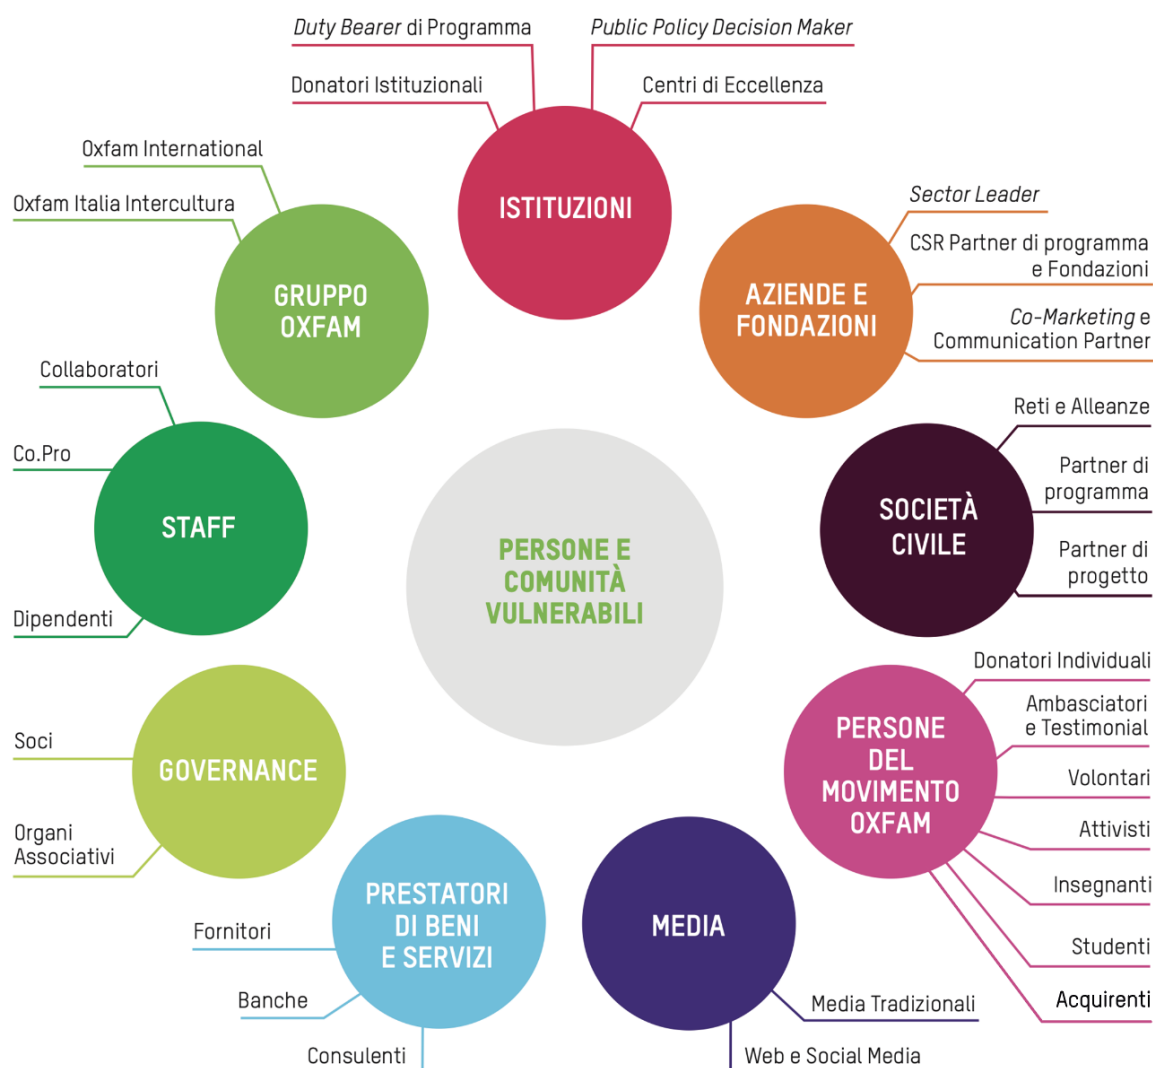 Duty Bearer di Programma
Public Policy Decision Maker
Donatori Istituzionali
Centri di Eccellenza
ISTITUZIONI
Oxfam International
Oxfam Italia Intercultura
GRUPPO
OXFAM
Sector Leader
CSR Partner di programma
e Fondazioni
Co-Marketing e
Communication Partner
AZIENDE E
FONDAZIONI
Collaboratori
Co.Pro
Dipendenti
STAFF
PERSONE E
COMUNITÀ
VULNERABILI
Reti e Alleanze
Partner di
programma
Partner di
progetto
SOCIETÀ
CIVILE
Soci
Organi
Associativi
GOVERNANCE
Donatori Individuali
Ambasciatori
e Testimonial
Volontari
Attivisti
Insegnanti
Studenti
Acquirenti
PERSONE
DEL
MOVIMENTO
OXFAM
PRESTATORI
DI BENI
E SERVIZI
Fornitori
Banche
Consulenti
MEDIA
Media Tradizionali
Web e Social Media